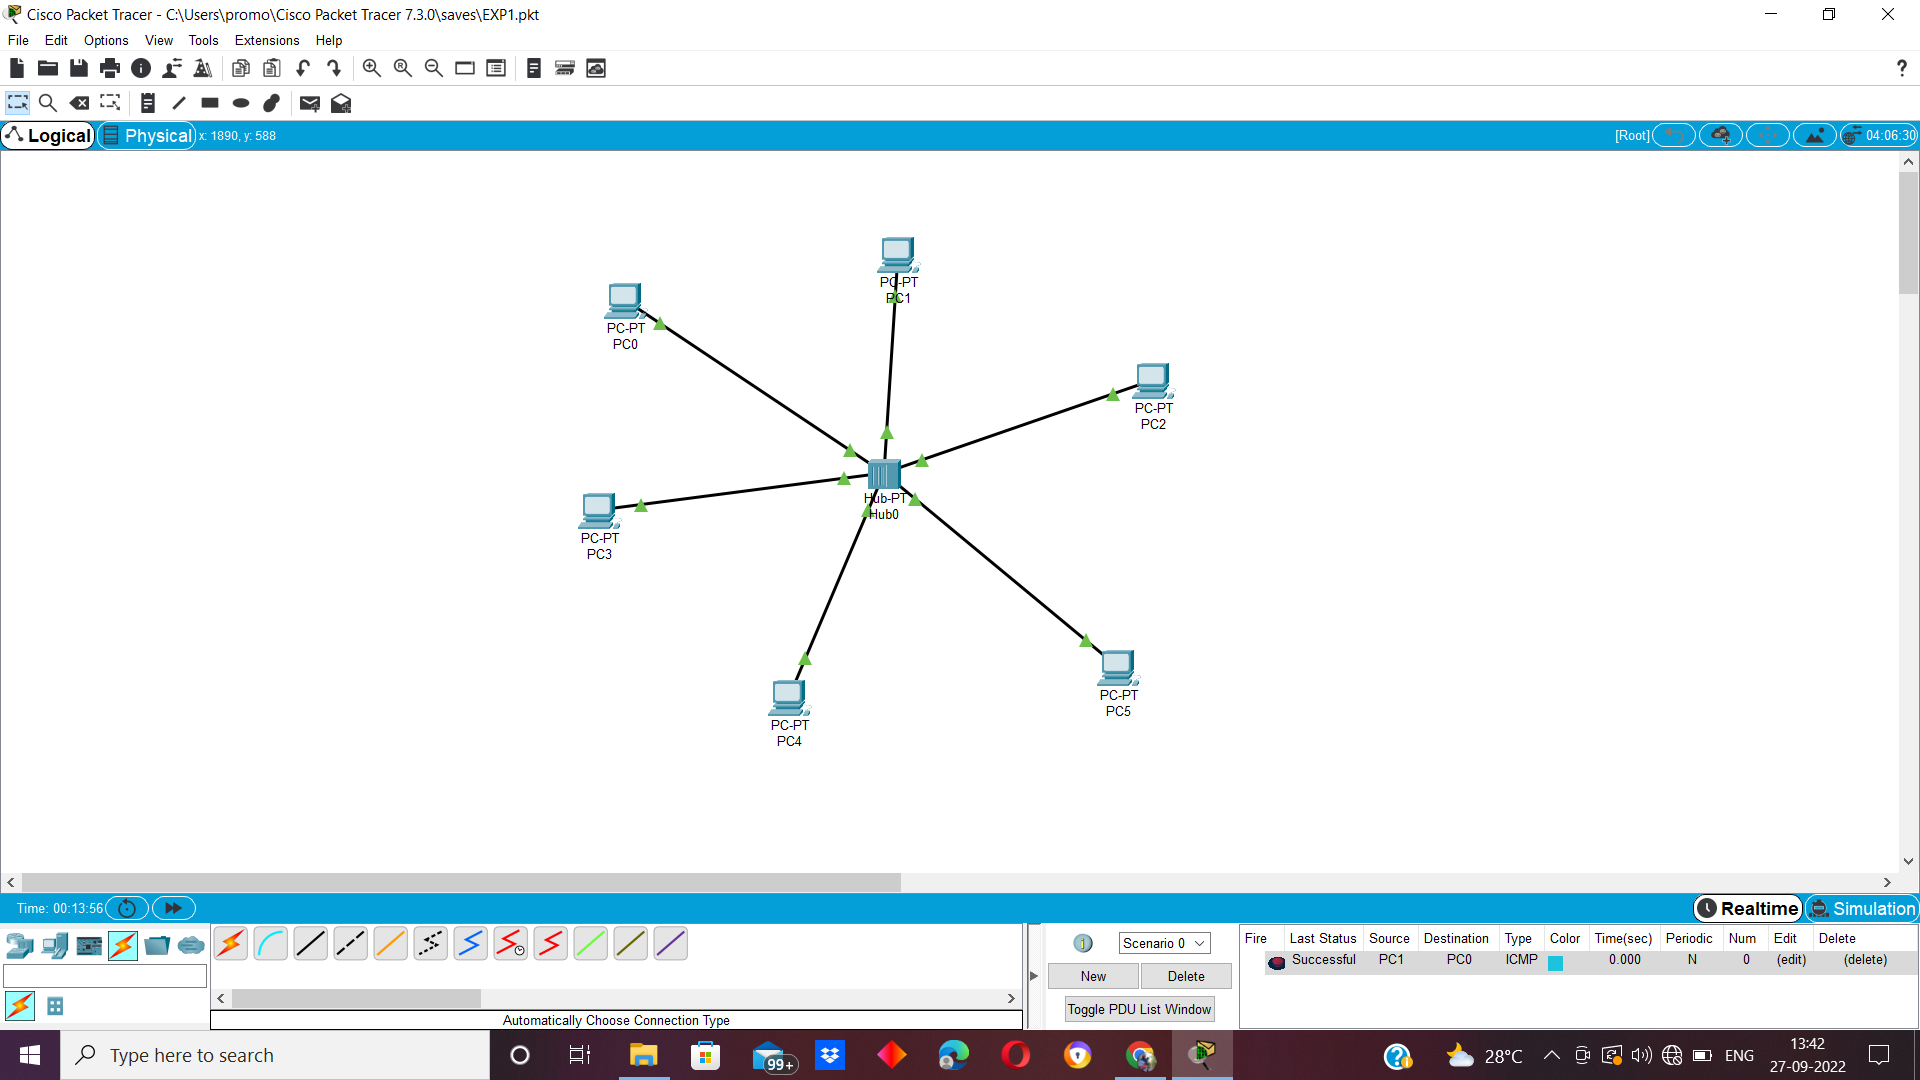 Cisco Packet Tracer - C:\Users\promo\Cisco Packet Tracer 7.3.0\saves\EXP1.pkt
File Edit Options View Tools Extensions Help
?
Logical Physical x: 1890, y: 588 [Root] 04:06:30
PC-PT
PC1
PC-PT
PC0
PC-PT
PC2
Hub-PT
Hub0
PC-PT
PC3
PC-PT
PC5
PC-PT
PC4
Time: 00:13:56 Realtime Simulation
Scenario 0
New Delete
Toggle PDU List Window
Fire Last Status Source Destination Type Color Time(sec) Periodic Num Edit Delete
Successful PC1 PC0 ICMP 0.000 N 0 (edit) (delete)
Automatically Choose Connection Type
Type here to search
99+
28°C
ENG
13:42
27-09-2022